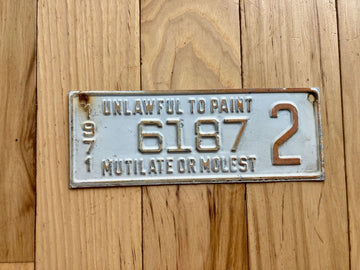 UNLAWFUL TO PAINT
1971
6187 2
MUTILATE OR MOLEST